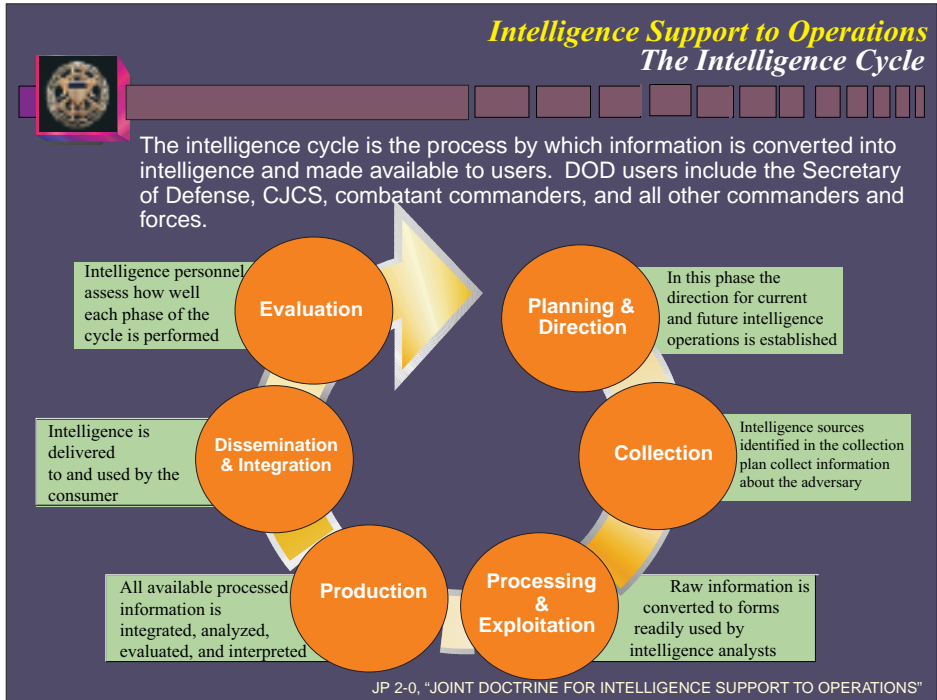 Intelligence Support to Operations
The Intelligence Cycle
The intelligence cycle is the process by which information is converted into
intelligence and made available to users. DOD users include the Secretary
of Defense, CJCS, combatant commanders, and all other commanders and
forces.
Intelligence personnel
assess how well
each phase of the
cycle is performed
Evaluation
Planning &
Direction
In this phase the
direction for current
and future intelligence
operations is established
Intelligence is
delivered
to and used by the
consumer
Dissemination
& Integration
Collection
Intelligence sources
identified in the collection
plan collect information
about the adversary
All available processed
information is
integrated, analyzed,
evaluated, and interpreted
Production
Processing
&
Exploitation
Raw information is
converted to forms
readily used by
intelligence analysts
JP 2-0, “JOINT DOCTRINE FOR INTELLIGENCE SUPPORT TO OPERATIONS”